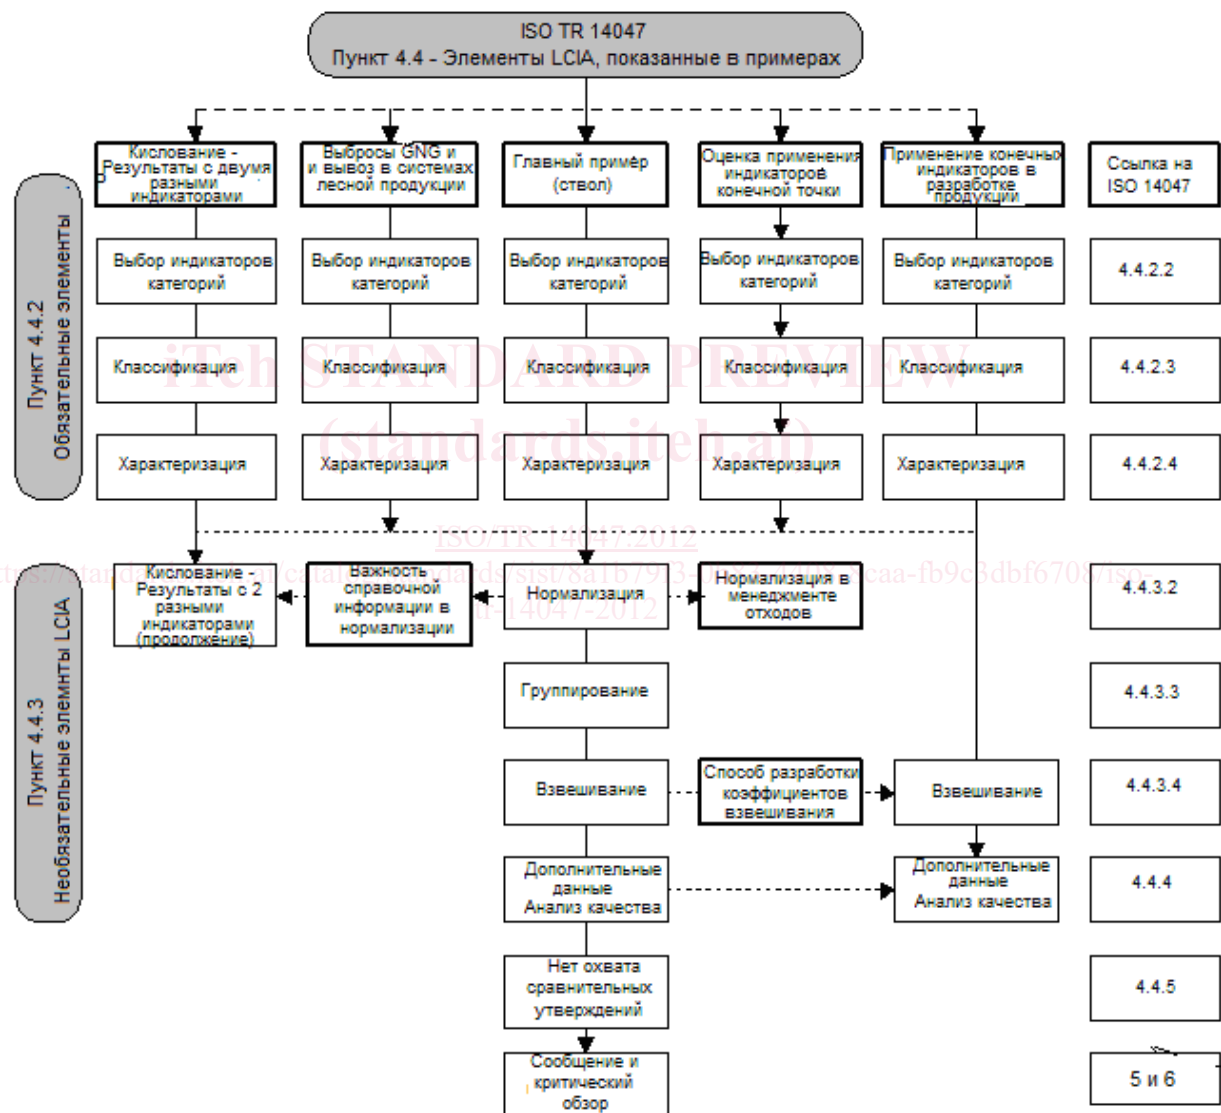 ISO TR 14047
Пункт 4.4 - Элементы LCIA, показанные в примерах
Кислование -
Результаты с двумя
разными
индикаторами
Выбросы GNG и
и вывоз в системах
лесной продукции
Главный пример
(ствол)
Оценка применения
индикаторов
конечной точки
Применение конечных
индикаторов в
разработке
продукции
Ссылка на
ISO 14047
Пункт 4.4.2
Обязательные элементы
Выбор индикаторов
категорий
Выбор индикаторов
категорий
Выбор индикаторов
категорий
Выбор индикаторов
категорий
Выбор индикаторов
категорий
4.4.2.2
Классификация
Классификация
Классификация
Классификация
Классификация
4.4.2.3
iTeh STANDARD PREVIEW
(standards.iteh.ai)
Характеризация
Характеризация
Характеризация
Характеризация
Характеризация
4.4.2.4
ISO/TR 14047:2012
Пункт 4.4.3
Необязательные элемнты LCIA
Кислование -
Результаты с 2
разными
индикаторами
(продолжение)
Важность
справочной
информации в
нормализации
Нормализация
Нормализация в
менеджменте
отходов
4.4.3.2
Группирование
4.4.3.3
Взвешивание
Способ разработки
коэффициентов
взвешивания
Взвешивание
4.4.3.4
Дополнительные
данные
Анализ качества
Дополнительные
данные
Анализ качества
4.4.4
Нет охвата
сравнительных
утверждений
4.4.5
Сообщение и
критический
обзор
5 и 6